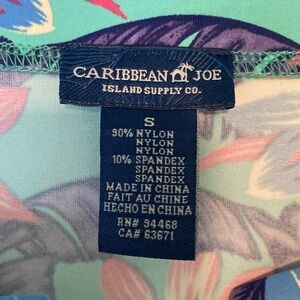 CARIBBEAN JOE
ISLAND SUPPLY CO.
S
90% NYLON
NYLON
NYLON
10% SPANDEX
SPANDEX
SPANDEX
MADE IN CHINA
FAIT AU CHINE
HECHO EN CHINA
RN# 94468
CA# 63671